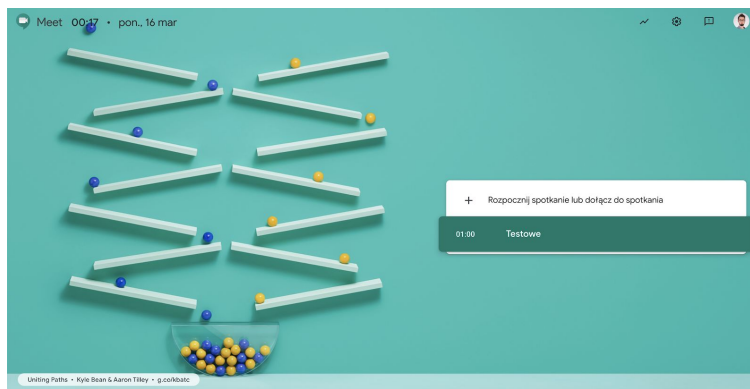 Meet 00:17 • pon., 16 mar
Rozpocznij spotkanie lub dołącz do spotkania
01:00 Testowe
Uniting Paths • Kyle Bean & Aaron Tilley • g.co/kbatc